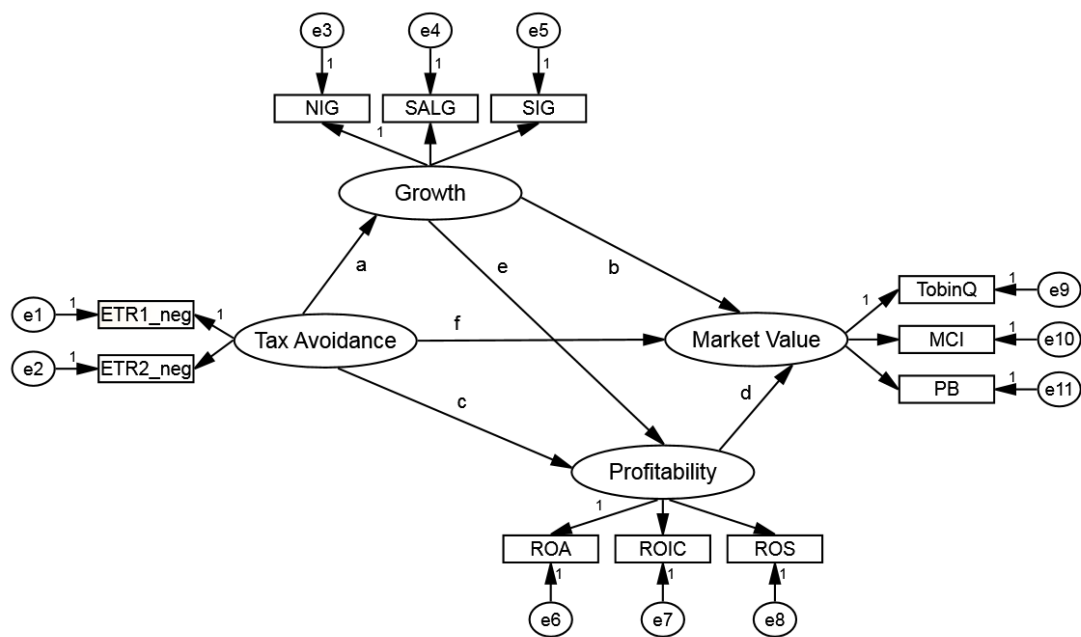 e3 e4 e5
1 1 1
NIG SALG SIG
1
Growth
a e b
e1 1 ETR1_neg 1
e2 1 ETR2_neg
Tax Avoidance
f
c
Market Value
d
1 TobinQ 1 e9
MCI 1 e10
PB 1 e11
Profitability
1
ROA ROIC ROS
1 1 1
e6 e7 e8